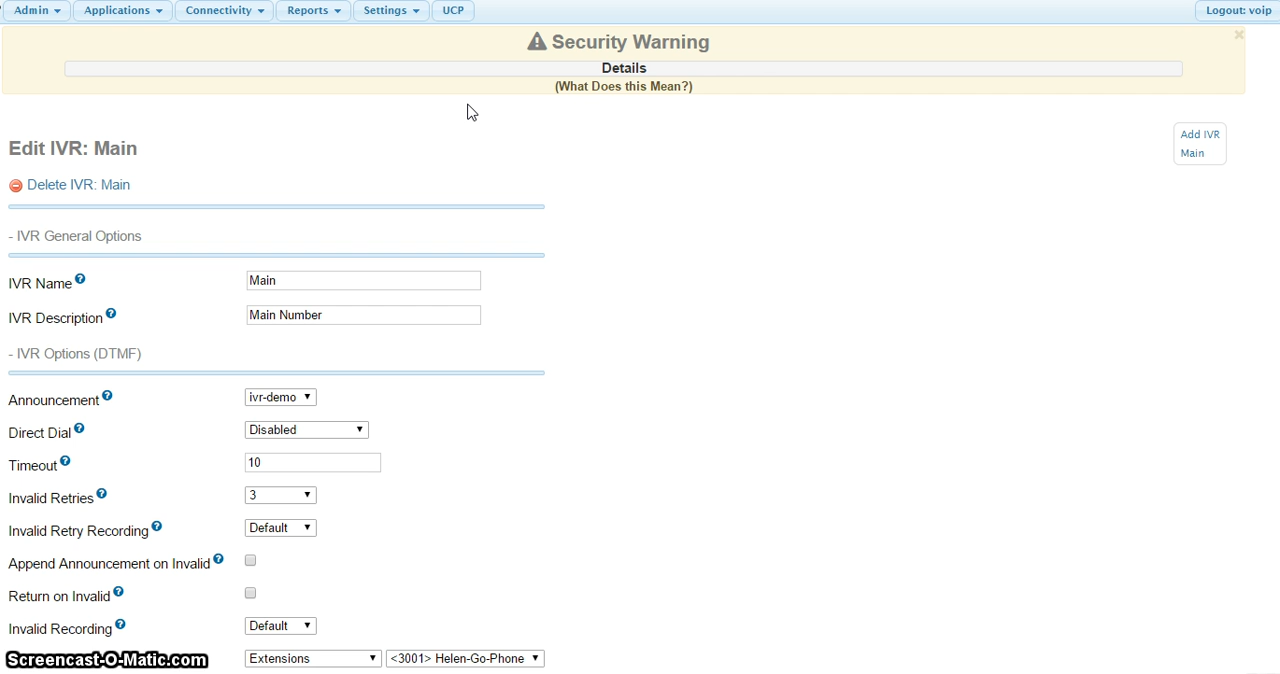 Admin Applications Connectivity Reports Settings UCP Logout: voip
Security Warning
Details
(What Does this Mean?)
Add IVR
Main
Edit IVR: Main
Delete IVR: Main
- IVR General Options
IVR Name Main
IVR Description Main Number
- IVR Options (DTMF)
Announcement ivr-demo
Direct Dial Disabled
Timeout 10
Invalid Retries 3
Invalid Retry Recording Default
Append Announcement on Invalid
Return on Invalid
Invalid Recording Default
Screencast-O-Matic.com Extensions <3001> Helen-Go-Phone